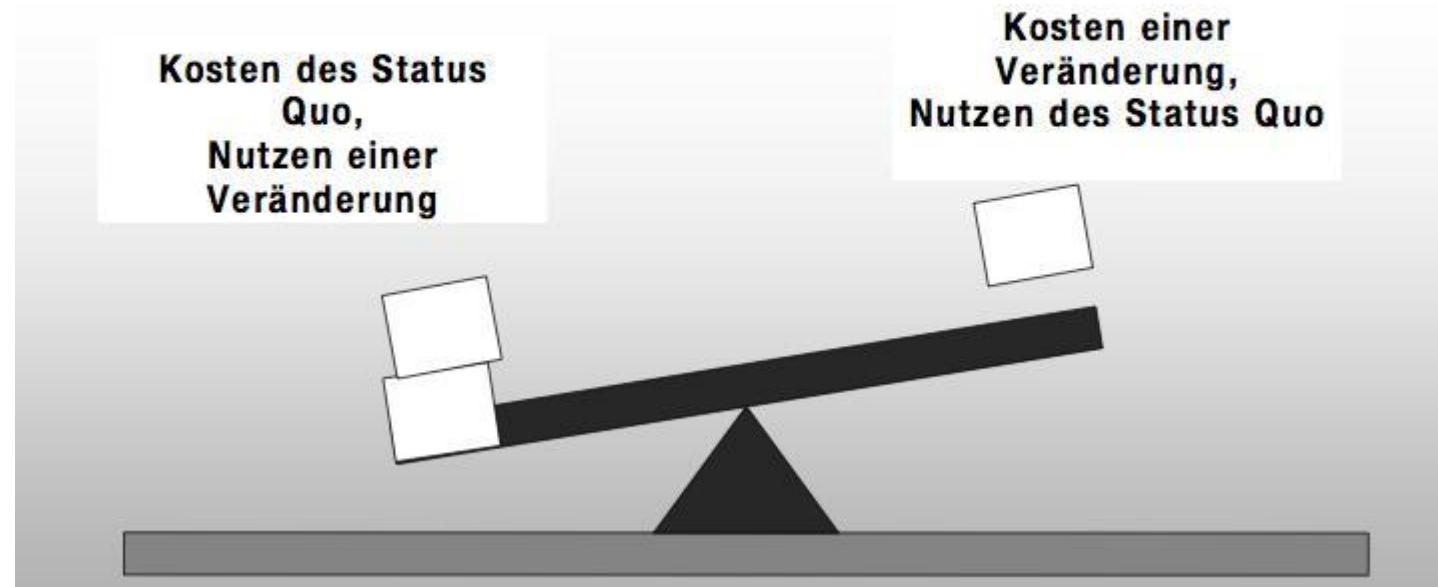 Kosten des Status
Quo,
Nutzen einer
Veränderung
Kosten einer
Veränderung,
Nutzen des Status Quo